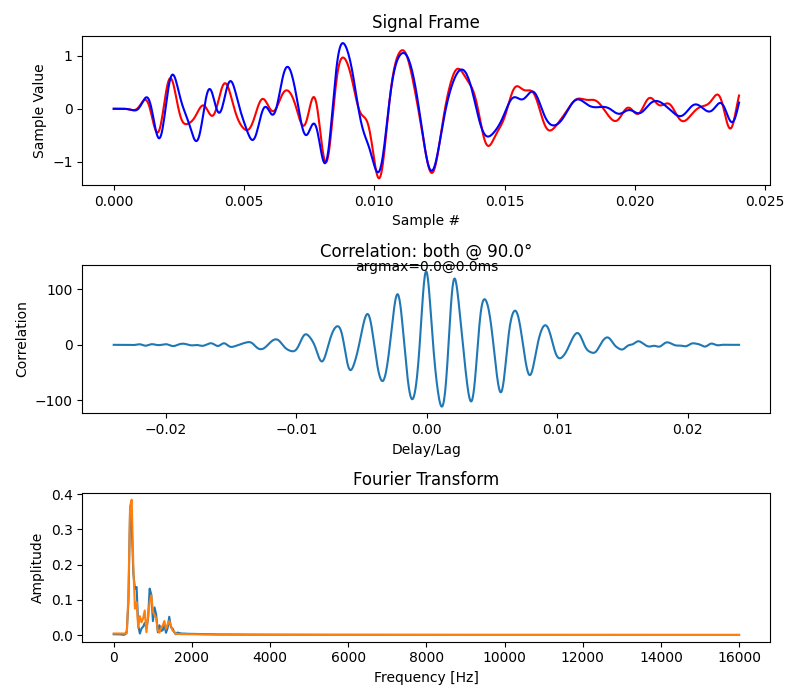 Signal Frame
Sample Value
1
0
−1
0.000 0.005 0.010 0.015 0.020 0.025
Sample #
Correlation: both @ 90.0°
argmax=0.0@0.0ms
Correlation
100
0
−100
−0.02 −0.01 0.00 0.01 0.02
Delay/Lag
Fourier Transform
Amplitude
0.4
0.3
0.2
0.1
0.0
0 2000 4000 6000 8000 10000 12000 14000 16000
Frequency [Hz]